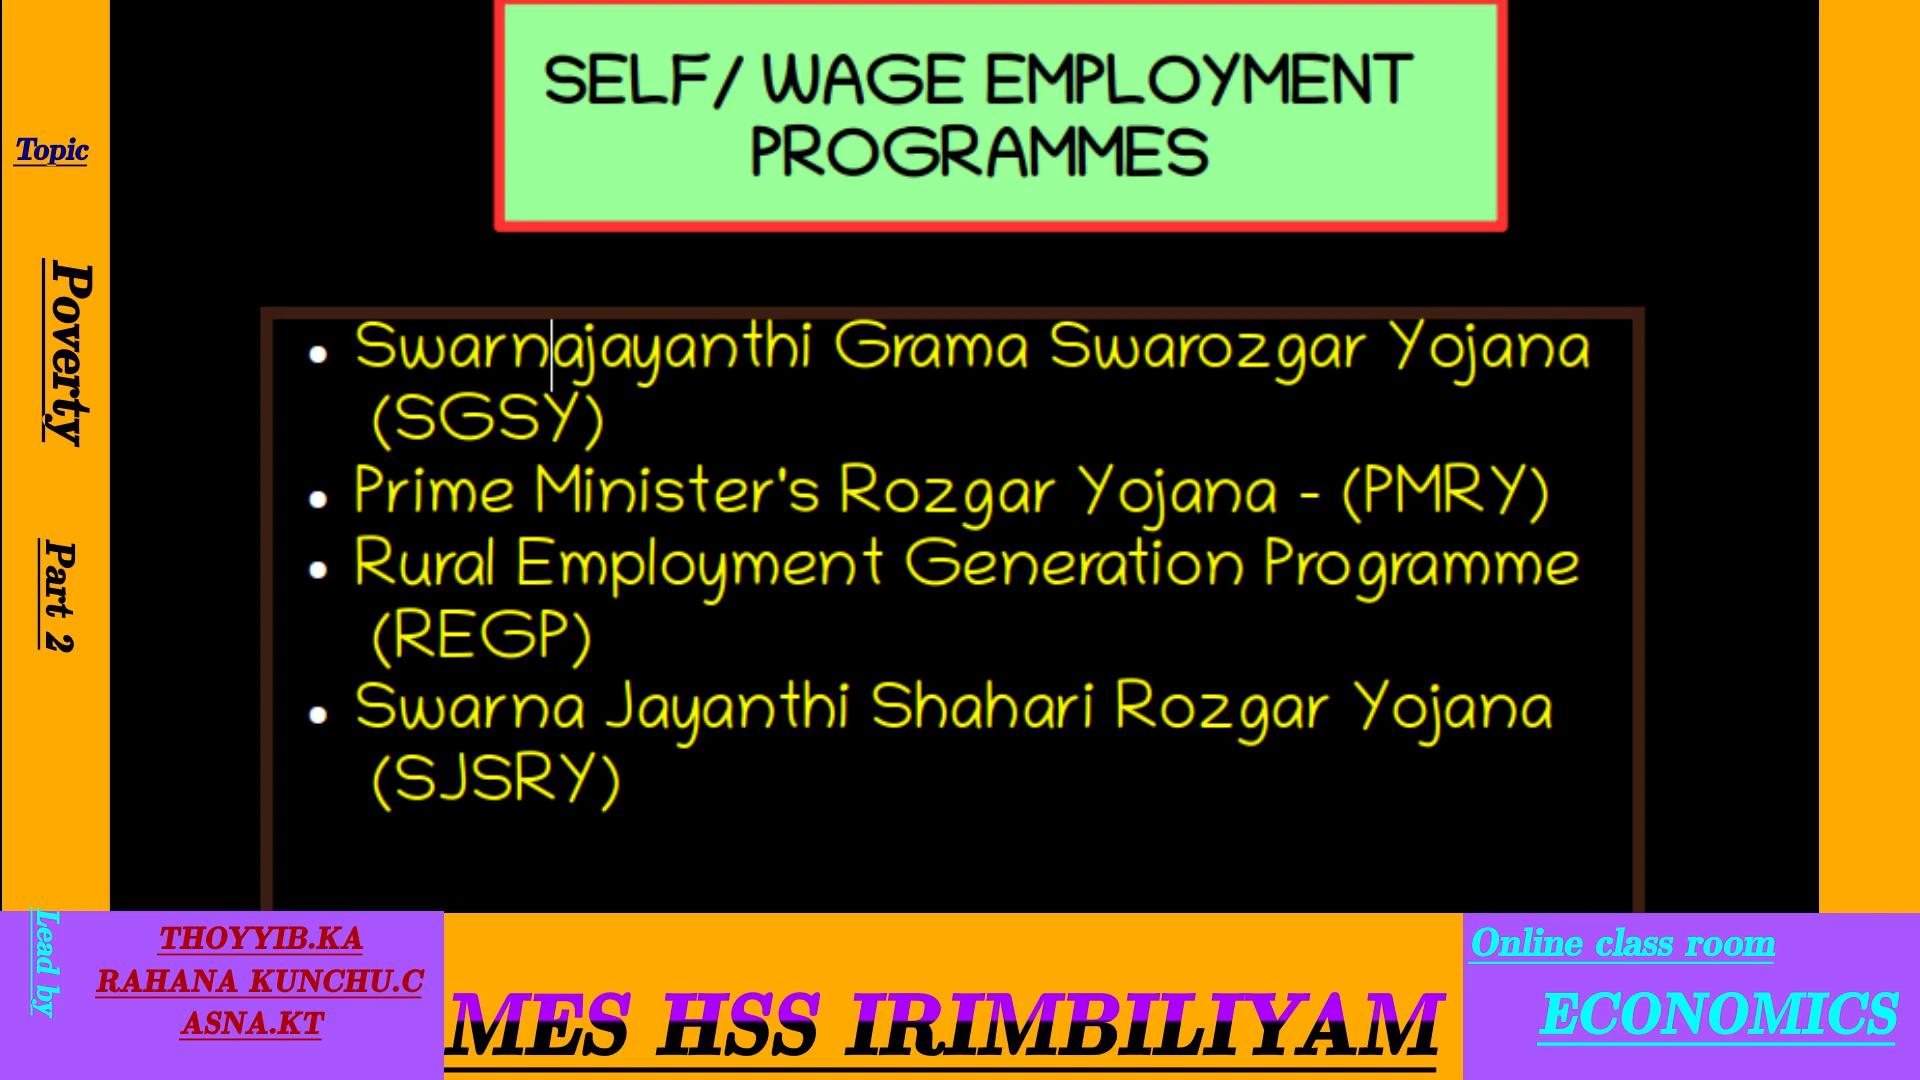 SELF/ WAGE EMPLOYMENT
PROGRAMMES
Topic
Poverty
Part 2
• Swarnajayanthi Grama Swarozgar Yojana
(SGSY)
• Prime Minister's Rozgar Yojana - (PMRY)
• Rural Employment Generation Programme
(REGP)
• Swarna Jayanthi Shahari Rozgar Yojana
(SJSRY)
Lead by
THOYYIB.KA
RAHANA KUNCHU.C
ASNA.KT
MES HSS IRIMBILIYAM
Online class room
ECONOMICS